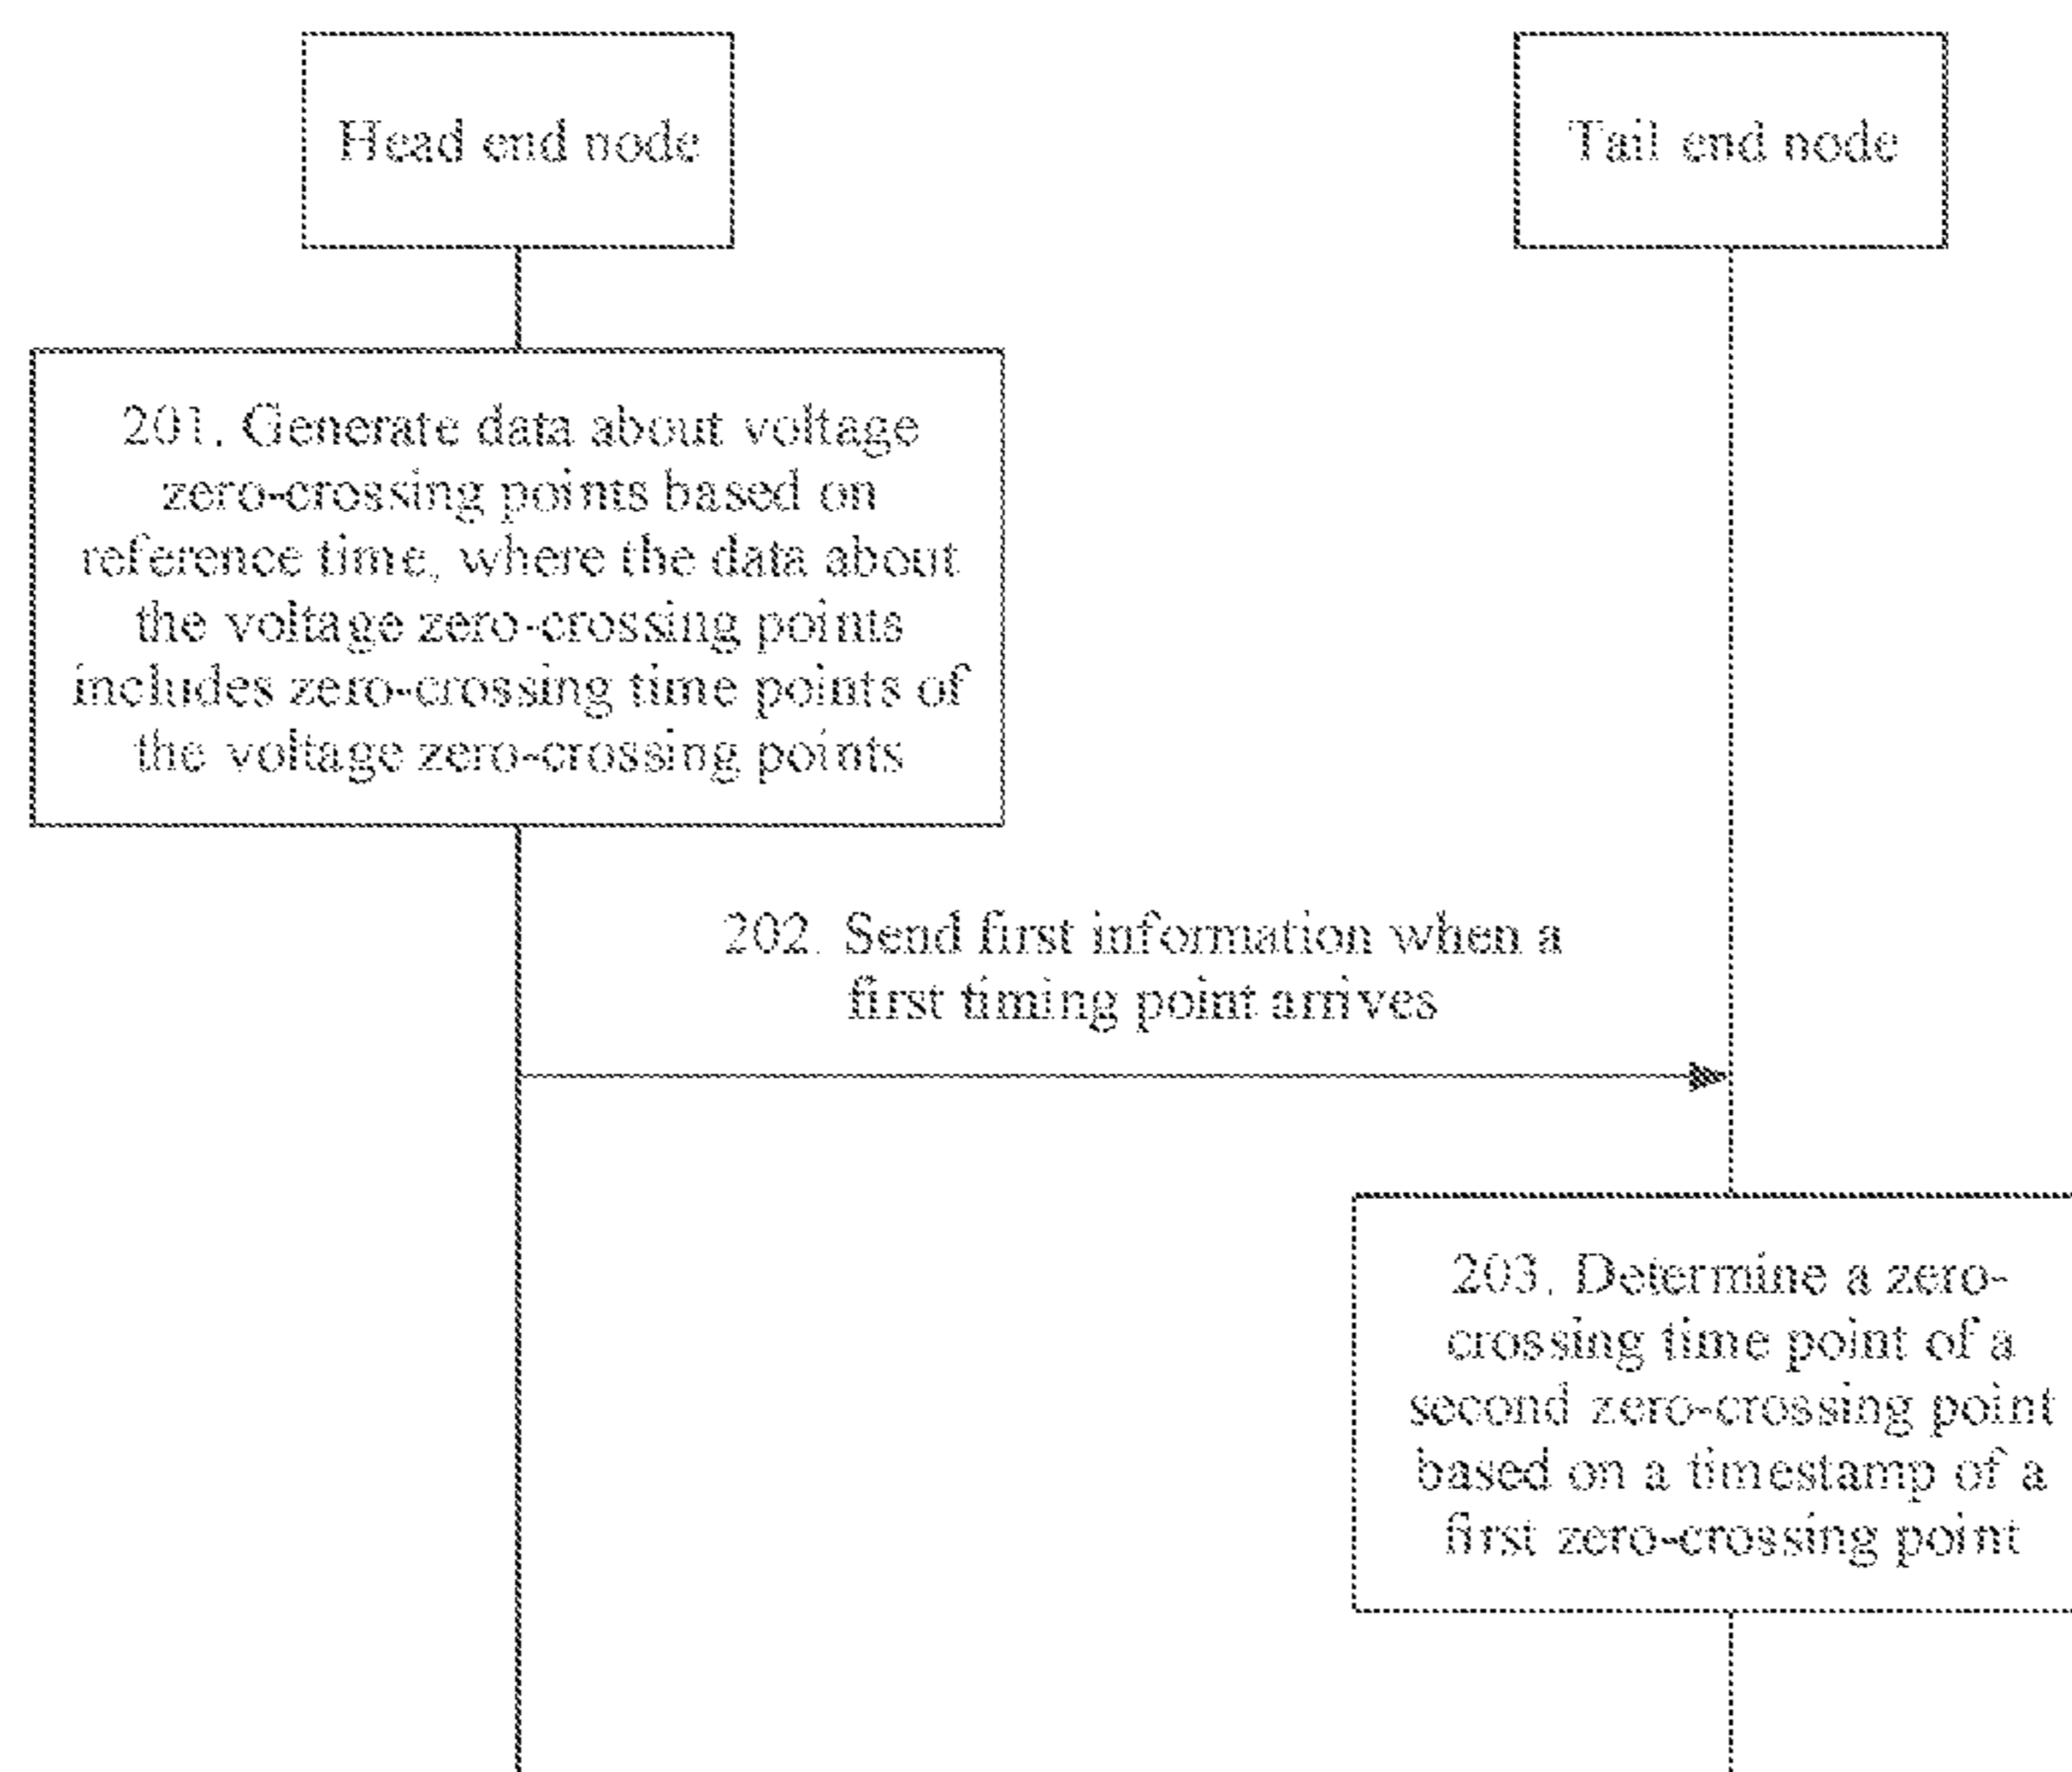 Head end node
Tail end node
201. Generate data about voltage
zero-crossing points based on
reference time, where the data about
the voltage zero-crossing points
includes zero-crossing time points of
the voltage zero-crossing points
202. Send first information when a
first timing point arrives
203. Determine a zero-
crossing time point of a
second zero-crossing point
based on a timestamp of a
first zero-crossing point